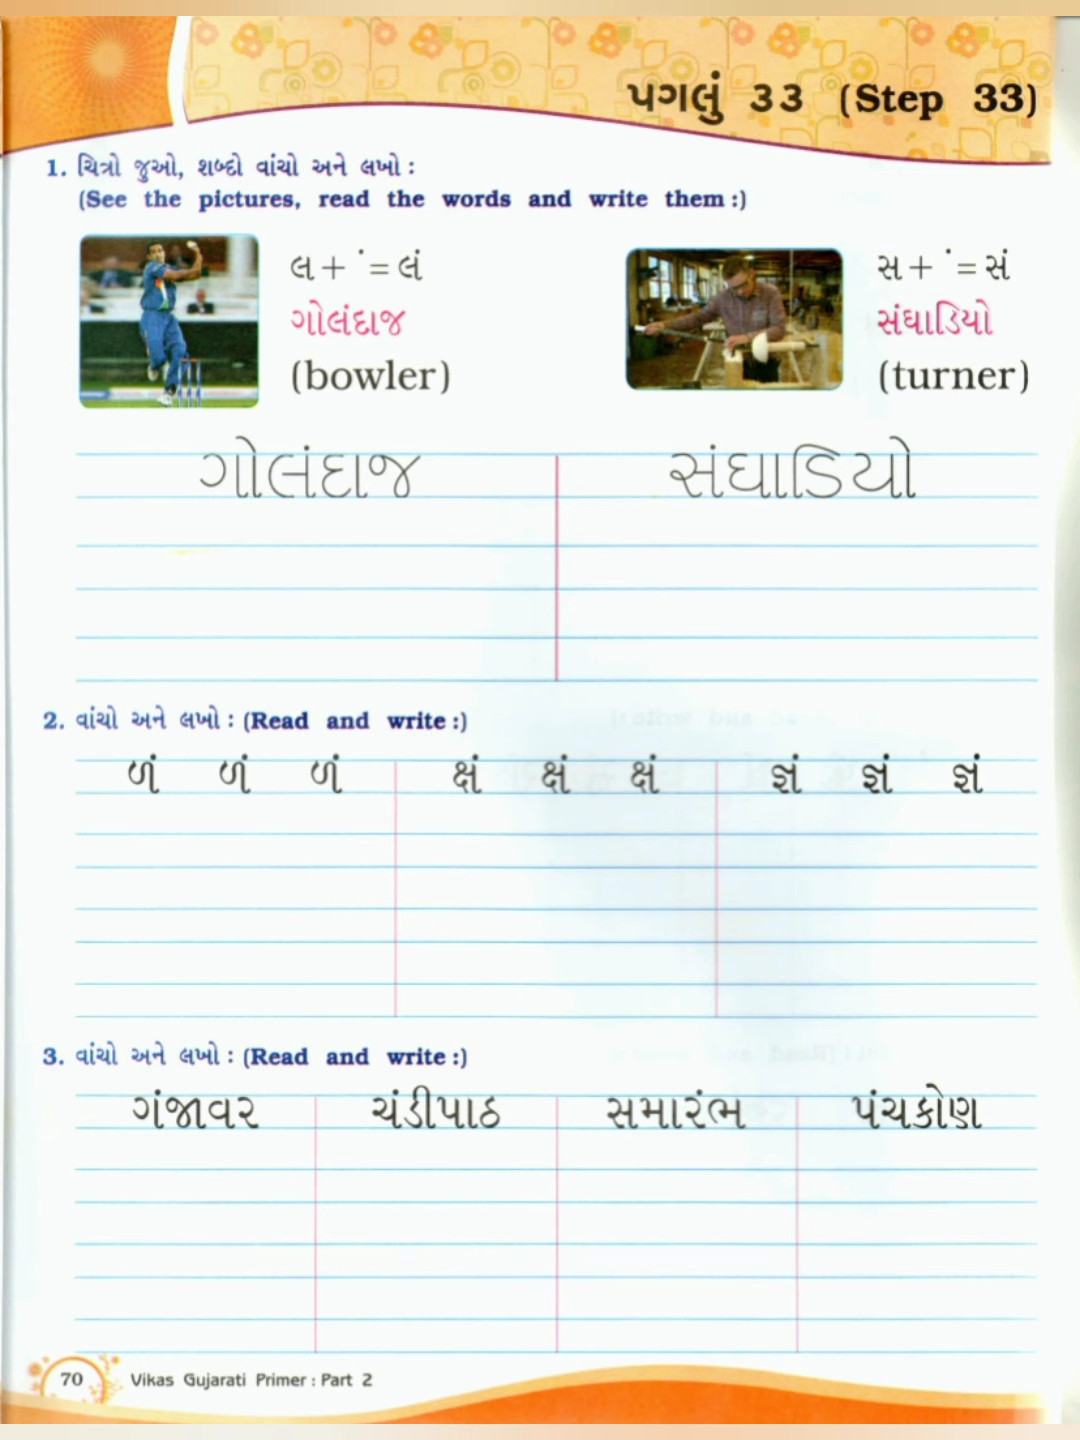 પગલું ૩૩ (Step 33)
1. ચિત્રો જુઓ, શબ્દો વાંચો અને લખો :
(See the pictures, read the words and write them :)
લ + ં = લં
ગોલંદાજ
(bowler)
સ + ં = સં
સંઘાડિયો
(turner)
ગોલંદાજ સંઘાડિયો
2. વાંચો અને લખો : (Read and write :)
ળં ળં ળં ક્ષં ક્ષં ક્ષં જ્ઞં જ્ઞં જ્ઞં
3. વાંચો અને લખો : (Read and write :)
ગંજાવર ચંડીપાઠ સમારંભ પંચકોણ
70 Vikas Gujarati Primer : Part 2